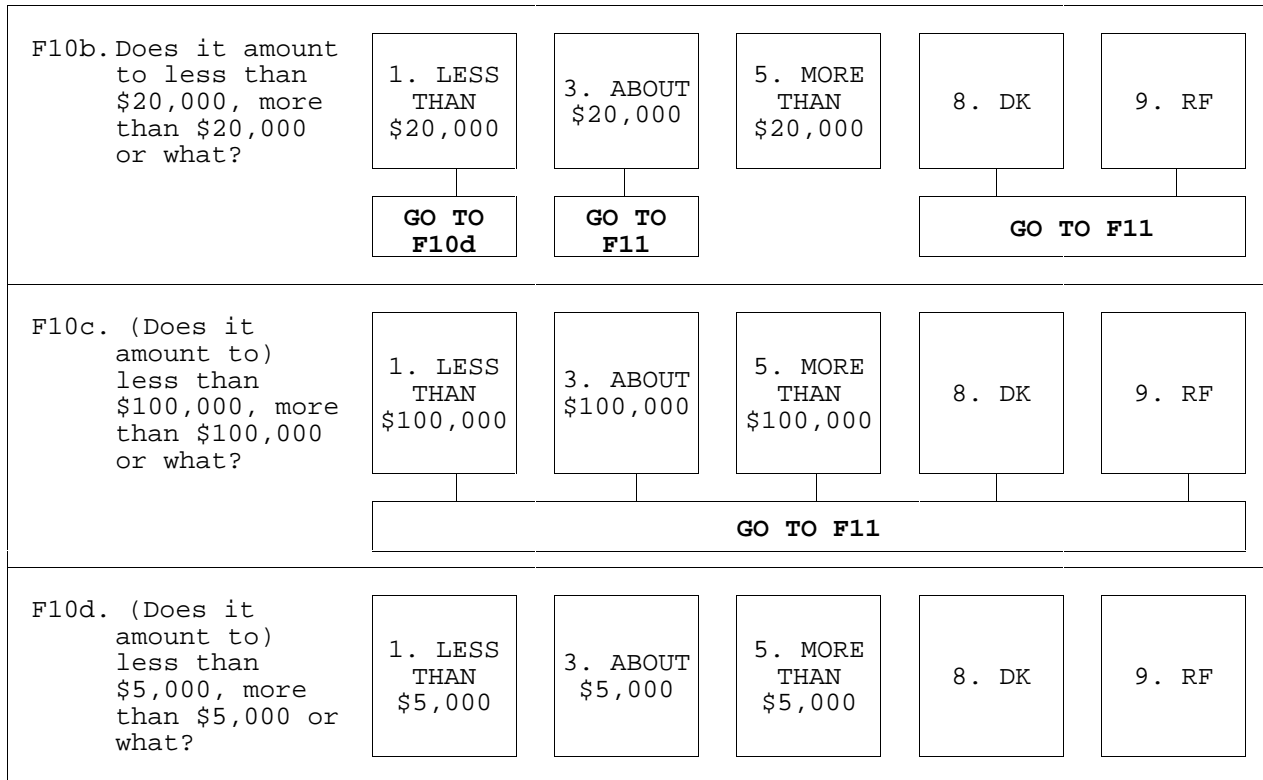 F10b. Does it amount
to less than
$20,000, more
than $20,000
or what?
1. LESS
THAN
$20,000
3. ABOUT
$20,000
5. MORE
THAN
$20,000
8. DK
9. RF
GO TO
F10d
GO TO
F11
GO TO F11
F10c. (Does it
amount to)
less than
$100,000, more
than $100,000
or what?
1. LESS
THAN
$100,000
3. ABOUT
$100,000
5. MORE
THAN
$100,000
8. DK
9. RF
GO TO F11
F10d. (Does it
amount to)
less than
$5,000, more
than $5,000 or
what?
1. LESS
THAN
$5,000
3. ABOUT
$5,000
5. MORE
THAN
$5,000
8. DK
9. RF